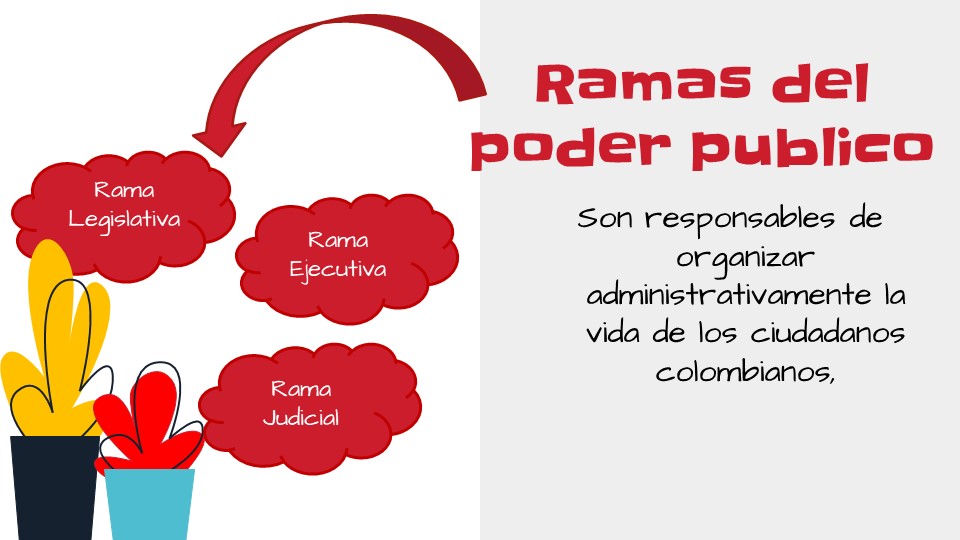 Ramas del
poder publico
Son responsables de
organizar
administrativamente la
vida de los ciudadanos
colombianos,
Rama
Legislativa
Rama
Ejecutiva
Rama
Judicial